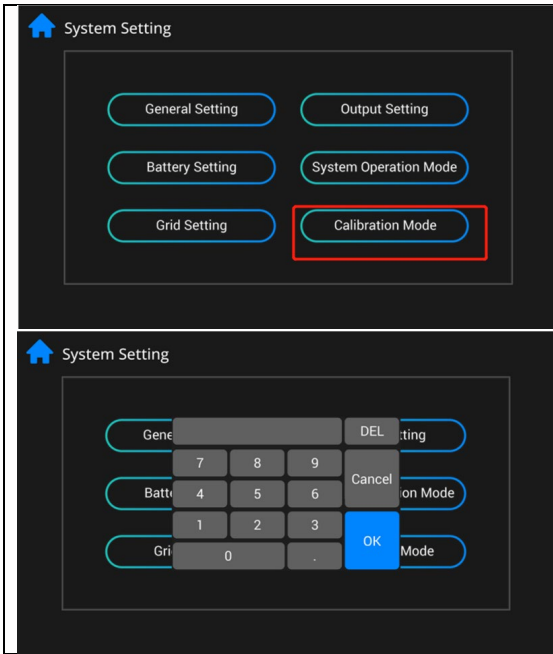 System Setting
General Setting Output Setting
Battery Setting System Operation Mode
Grid Setting Calibration Mode
System Setting
Gene DEL tting
7 8 9 Cancel
Batt 4 5 6 ion Mode
1 2 3 OK
Gri 0 . Mode